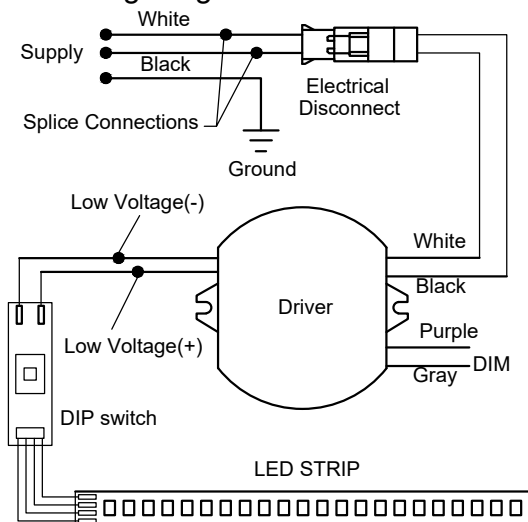 White
Supply
Black
Electrical
Disconnect
Splice Connections
Ground
Low Voltage(-)
White
Driver
Black
Low Voltage(+)
Purple
Gray
DIM
DIP switch
LED STRIP